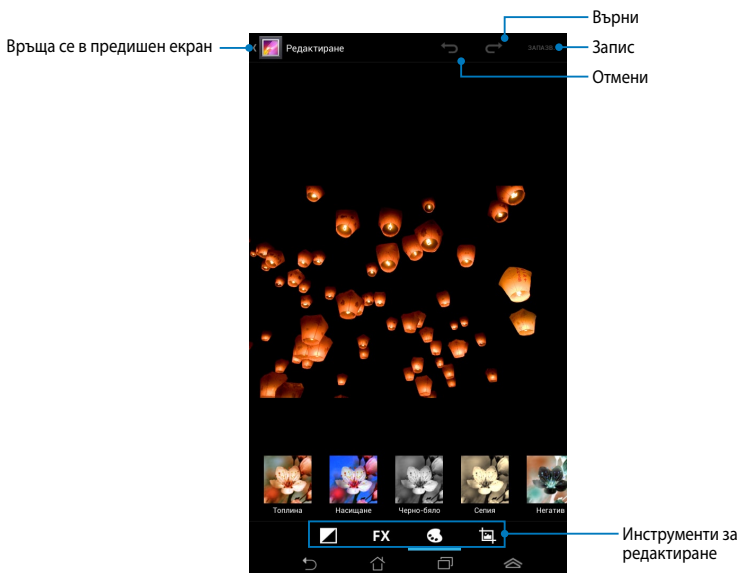 Върни
Връща се в предишен екран
Редактиране
ЗАПАЗВ
Запис
Отмени
Топлина
Насищане
Черно-бяло
Сепия
Негатив
FX
Инструменти за
редактиране